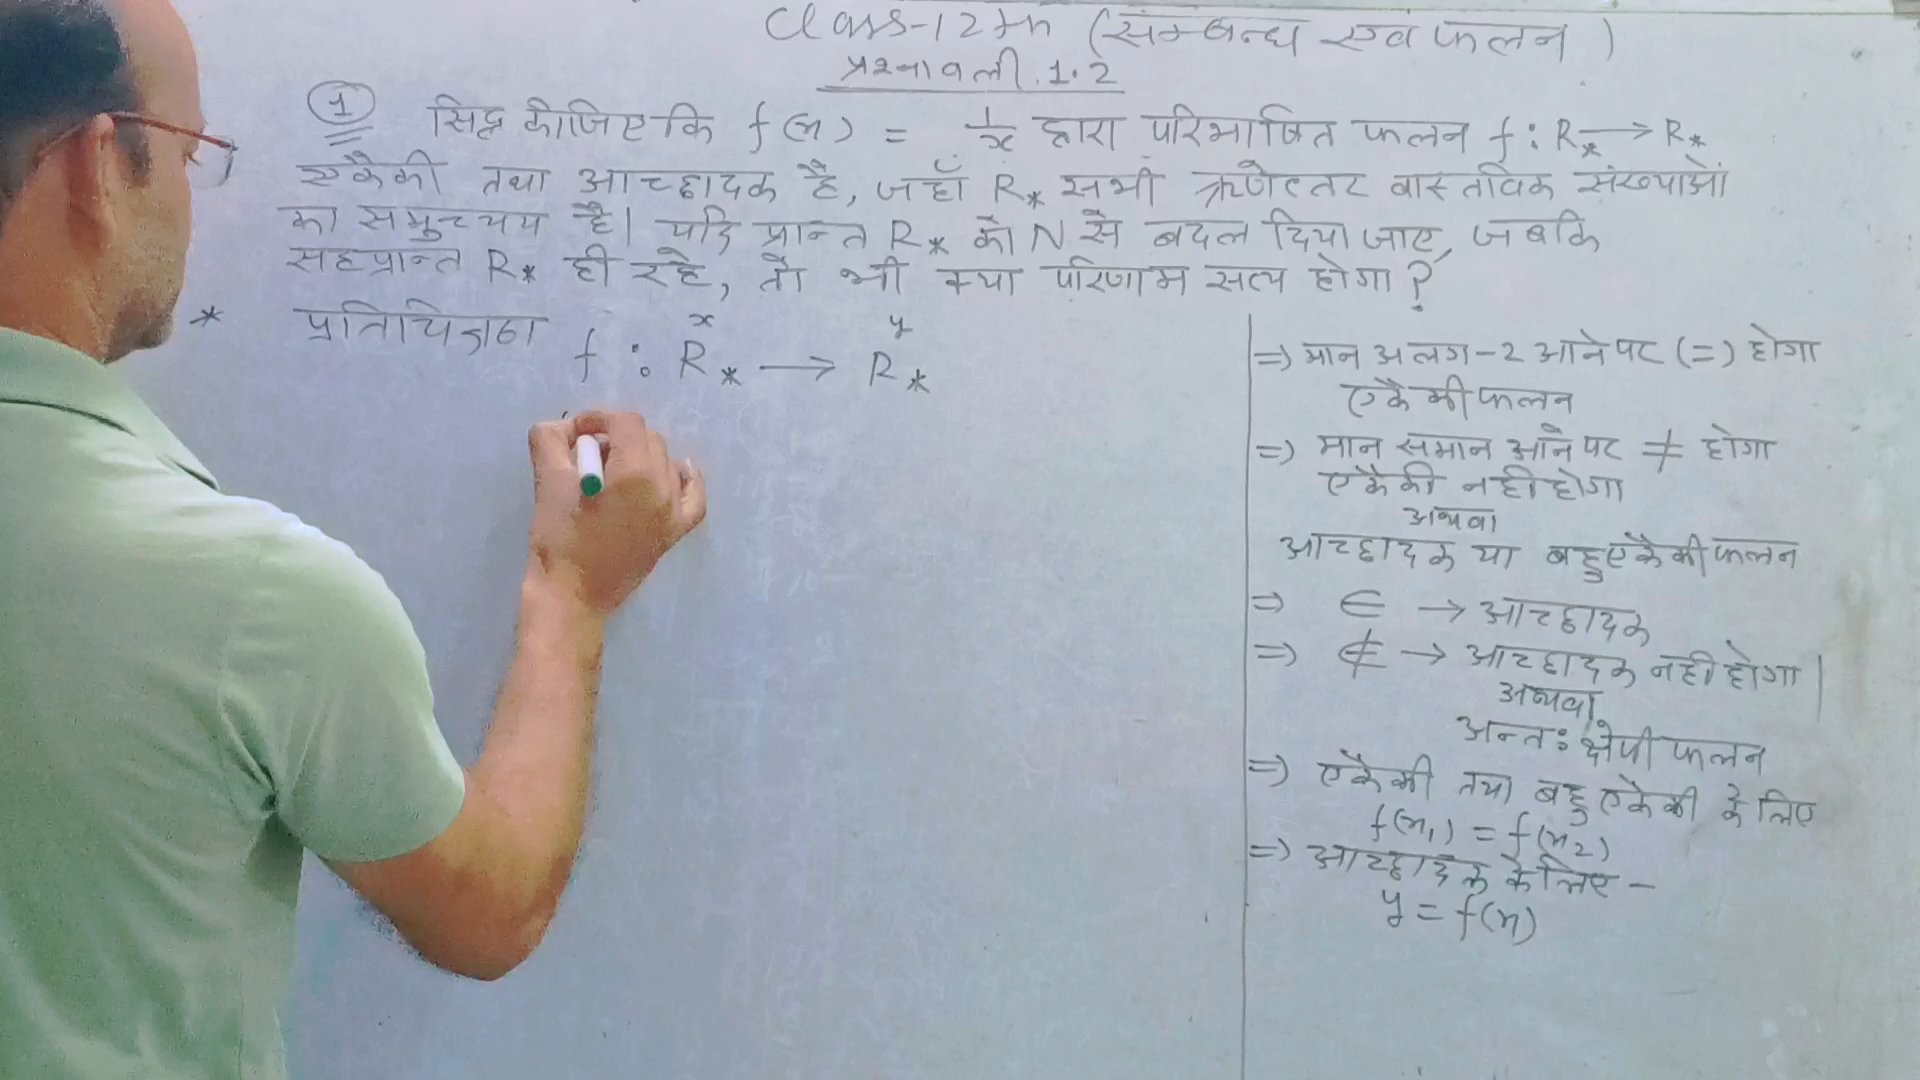 Class-12th (सम्बन्ध एवं फलन)
प्रश्नावली. 1.2
① सिद्ध कीजिए कि f(x) = 1/x द्वारा परिभाषित फलन f : R* → R*
एकैकी तथा आच्छादक है, जहाँ R* सभी ऋणेत्तर वास्तविक संख्याओं
का समुच्चय है। यदि प्रान्त R* को N से बदल दिया जाए, जबकि
सहप्रान्त R* ही रहे, तो भी क्या परिणाम सत्य होगा ?
*
x y
f : R* → R*
⇒ मान अलग-2 आने पर (=) होगा
एकैकी फलन
⇒ मान समान आने पर ≠ होगा
एकैकी नही होगा
अथवा
आच्छादक या बहुएकैकी फलन
⇒ ∈ → आच्छादक
⇒ ∉ → आच्छादक नही होगा |
अथवा
अन्तः क्षेपी फलन
⇒ एकैकी तथा बहुएकैकी के लिए
f(x₁) = f(x₂)
⇒ आच्छादक के लिए –
y = f(x)